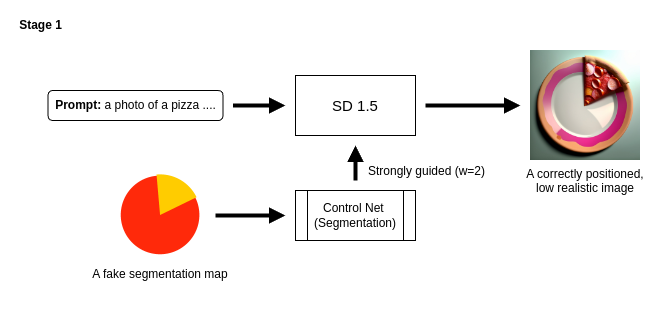 Stage 1
Prompt: a photo of a pizza ....
SD 1.5
Strongly guided (w=2)
A correctly positioned,
low realistic image
Control Net
(Segmentation)
A fake segmentation map